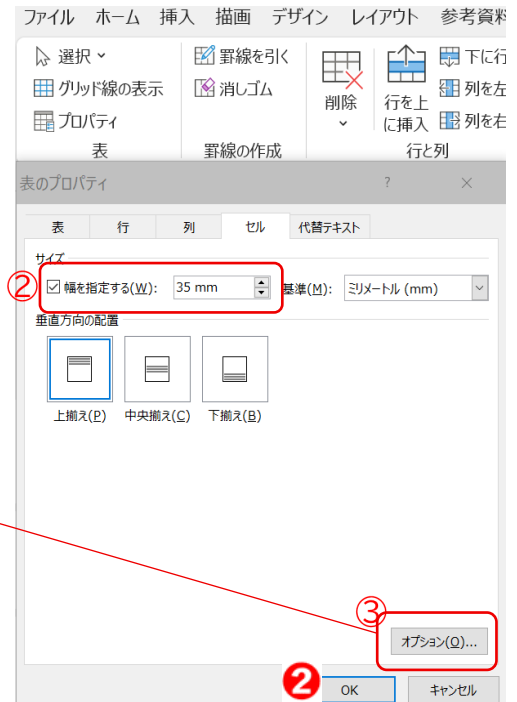 ファイル ホーム 挿入 描画 デザイン レイアウト 参考資料
選択
罫線を引く
下に行
グリッド線の表示
消しゴム
削除
行を上
に挿入
列を左
プロパティ
列を右
表
罫線の作成
行と列
表のプロパティ ? ×
表 行 列 セル 代替テキスト
サイズ
② 幅を指定する(W): 35 mm 基準(M): ミリメートル (mm)
垂直方向の配置
上揃え(P) 中央揃え(C) 下揃え(B)
③
オプション(O)...
❷ OK キャンセル